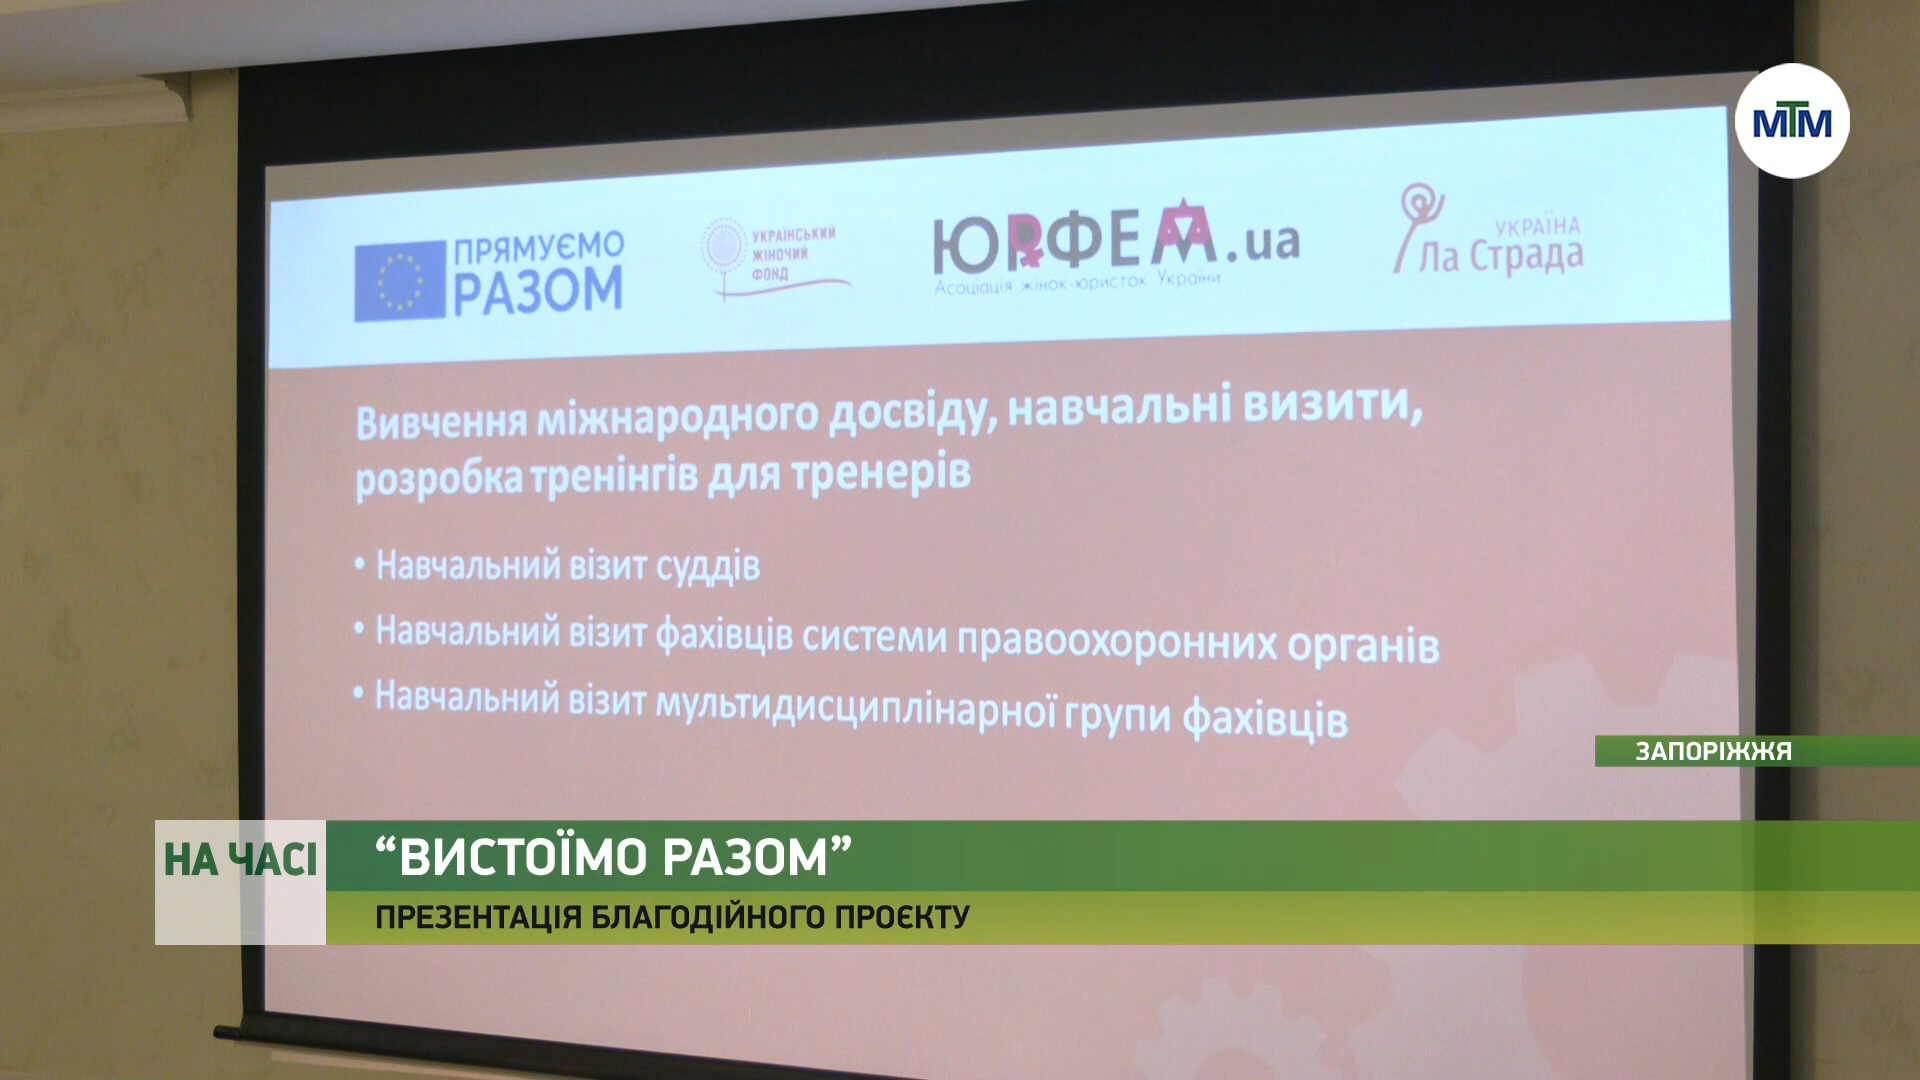 МТМ
ПРЯМУЄМО
РАЗОМ
УКРАЇНСЬКИЙ
ЖІНОЧИЙ
ФОНД
ЮРФЕМ.ua
Асоціація жінок-юристок України
УКРАЇНА
Ла Страда
Вивчення міжнародного досвіду, навчальні визити,
розробка тренінгів для тренерів
• Навчальний візит суддів
• Навчальний візит фахівців системи правоохоронних органів
• Навчальний візит мультидисциплінарної групи фахівців
ЗАПОРІЖЖЯ
НА ЧАСІ
“ВИСТОЇМО РАЗОМ”
ПРЕЗЕНТАЦІЯ БЛАГОДІЙНОГО ПРОЄКТУ